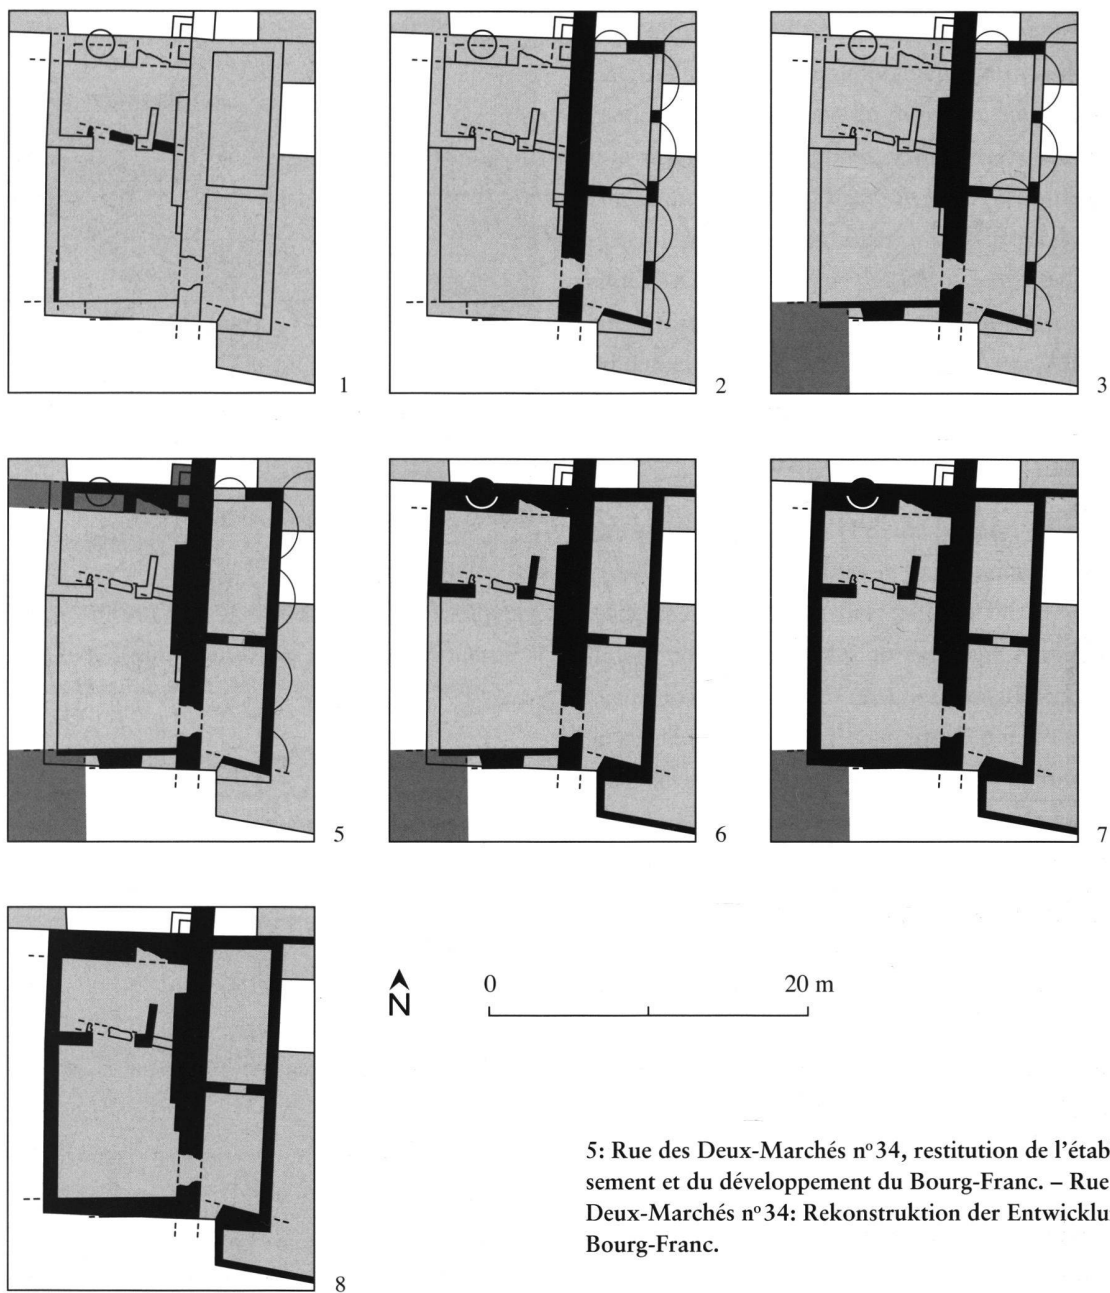 1
2
3
5
6
7
8
N
0 20 m
5: Rue des Deux-Marchés nº 34, restitution de l'étab
sement et du développement du Bourg-Franc. – Rue
Deux-Marchés nº 34: Rekonstruktion der Entwicklu
Bourg-Franc.